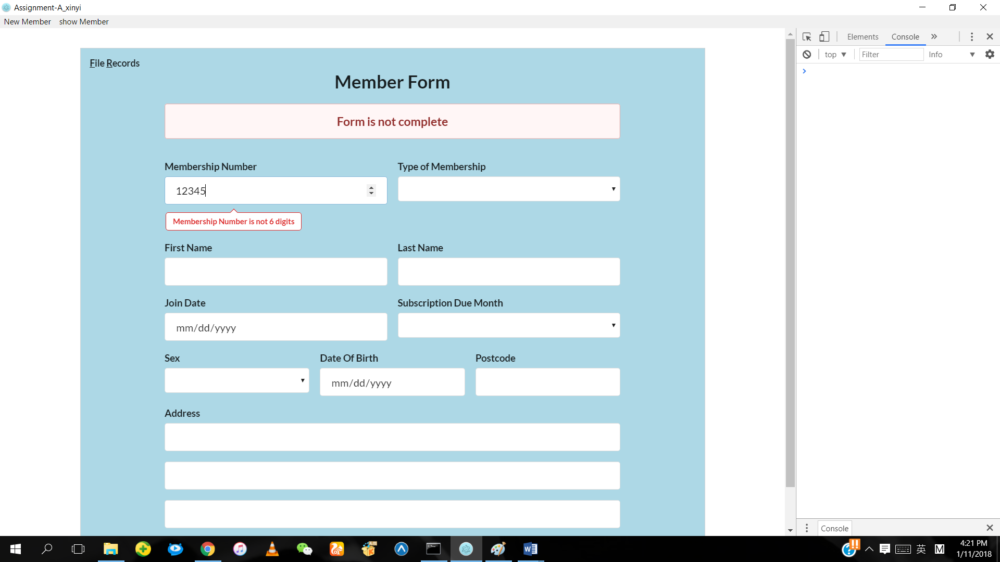 Assignment-A_xinyi
New Member show Member
File Records
Member Form
Form is not complete
Membership Number Type of Membership
12345
Membership Number is not 6 digits
First Name Last Name
Join Date Subscription Due Month
mm/dd/yyyy
Sex Date Of Birth Postcode
mm/dd/yyyy
Address
Elements Console
top Filter Info
Console
英 M
4:21 PM
1/11/2018